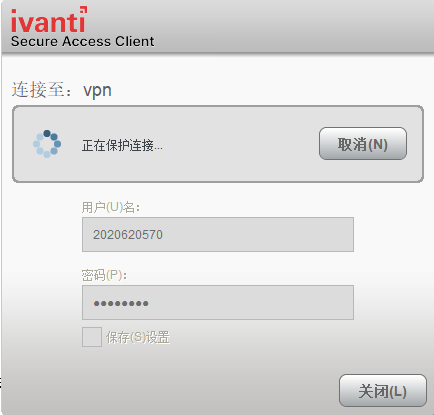 ivanti
Secure Access Client
连接至：vpn
正在保护连接...
取消(N)
用户(U)名:
2020620570
密码(P):
●●●●●●●●
保存(S)设置
关闭(L)